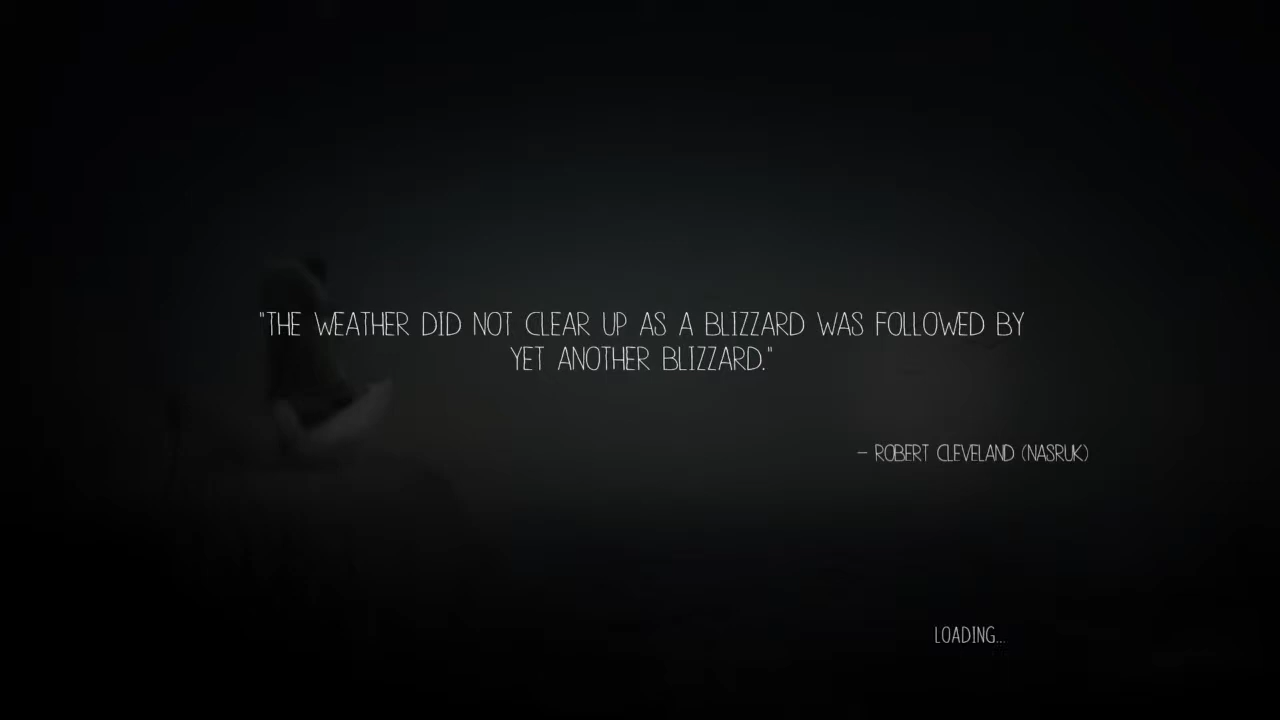 "THE WEATHER DID NOT CLEAR UP AS A BLIZZARD WAS FOLLOWED BY
YET ANOTHER BLIZZARD."
– ROBERT CLEVELAND (NASRUK)
LOADING...